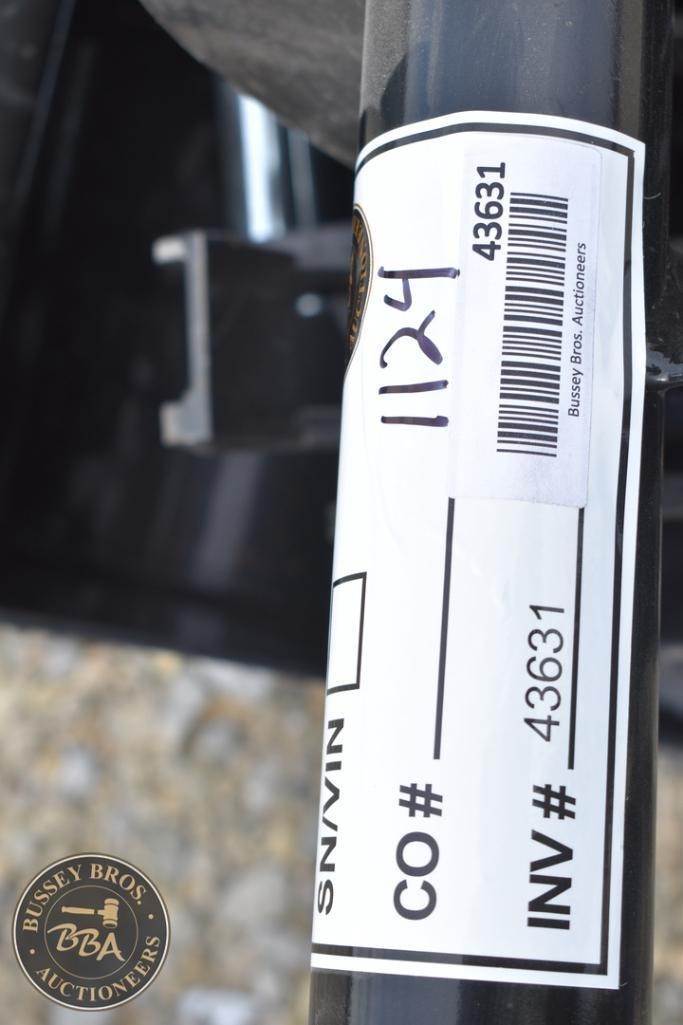 SN/VIN
CO # 1124
INV # 43631
43631
Bussey Bros. Auctioneers
BUSSEY BROS.
BBA
AUCTIONEERS